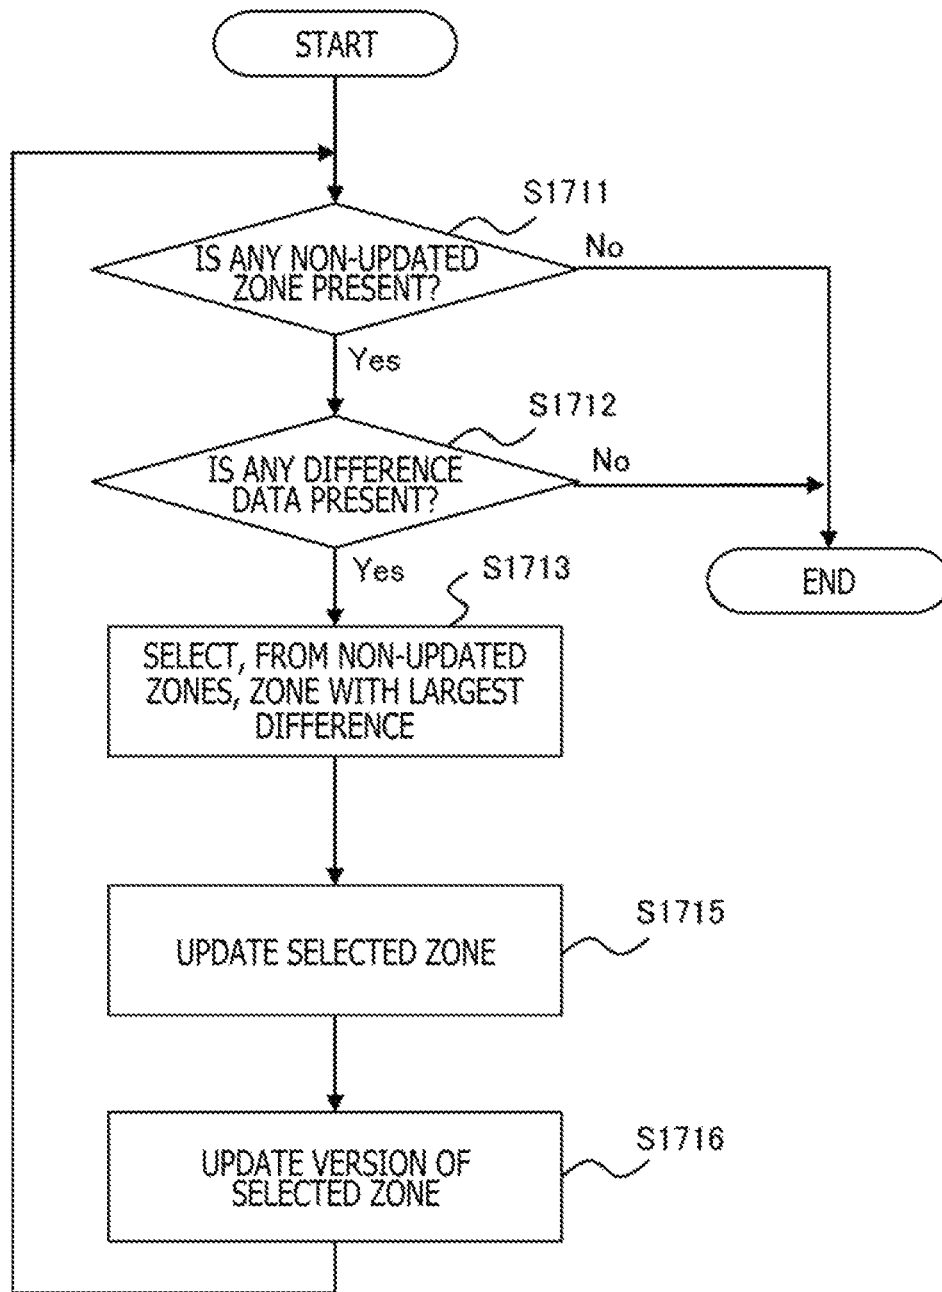 START
S1711
IS ANY NON-UPDATED
ZONE PRESENT?
No
Yes
S1712
IS ANY DIFFERENCE
DATA PRESENT?
No
Yes
END
S1713
SELECT, FROM NON-UPDATED
ZONES, ZONE WITH LARGEST
DIFFERENCE
S1715
UPDATE SELECTED ZONE
S1716
UPDATE VERSION OF
SELECTED ZONE